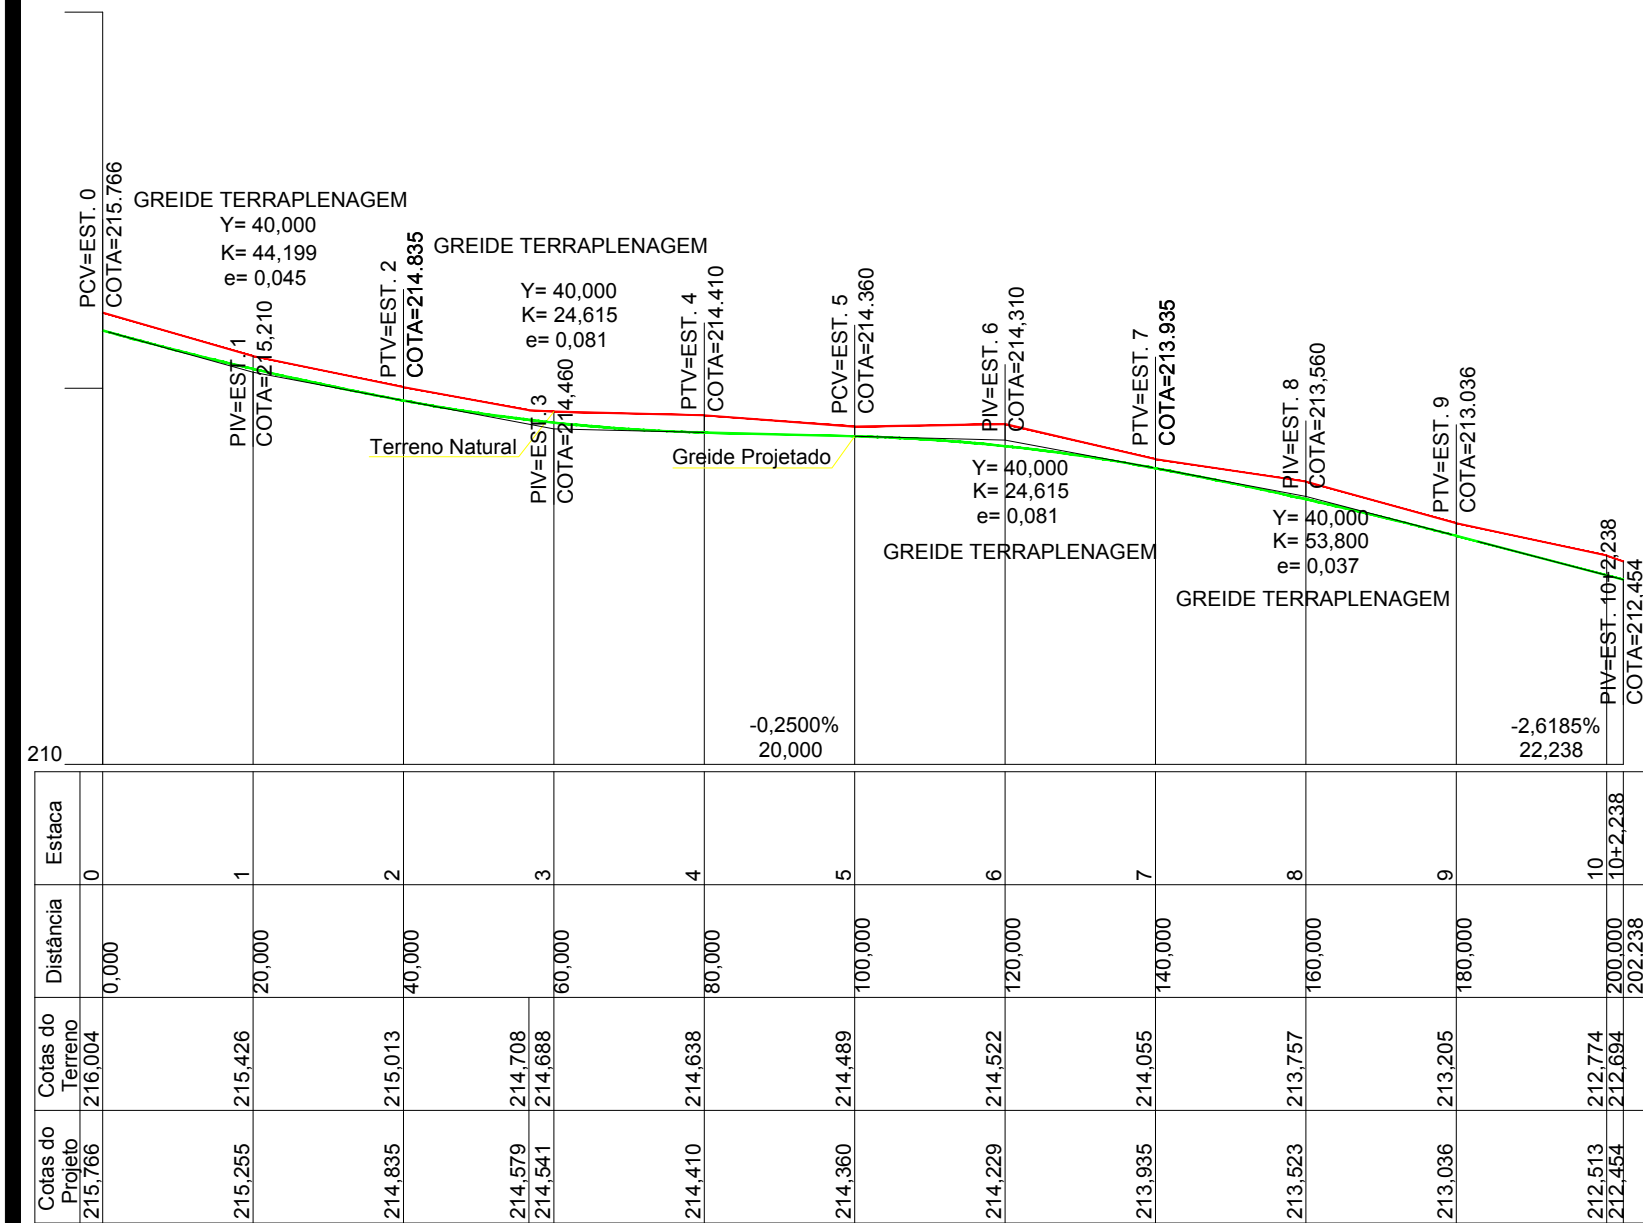 PCV=EST. 0
COTA=215.766
GREIDE TERRAPLENAGEM
Y= 40,000
K= 44,199
e= 0,045
PIV=EST. 1
COTA=215,210
PTV=EST. 2
COTA=214.835
GREIDE TERRAPLENAGEM
Y= 40,000
K= 24,615
e= 0,081
PIV=EST. 3
COTA=214,460
Terreno Natural
PTV=EST. 4
COTA=214.410
Greide Projetado
PCV=EST. 5
COTA=214.360
PIV=EST. 6
COTA=214,310
Y= 40,000
K= 24,615
e= 0,081
GREIDE TERRAPLENAGEM
PTV=EST. 7
COTA=213.935
PIV=EST. 8
COTA=213,560
Y= 40,000
K= 53,800
e= 0,037
GREIDE TERRAPLENAGEM
PTV=EST. 9
COTA=213.036
PIV=EST. 10+2,238
COTA=212,454
-0,2500%
20,000
-2,6185%
22,238
210
Estaca
0
1
2
3
4
5
6
7
8
9
10
10+2,238
Distância
0,000
20,000
40,000
60,000
80,000
100,000
120,000
140,000
160,000
180,000
200,000
202,238
Cotas do
Terreno
216,004
215,426
215,013
214,708
214,688
214,638
214,489
214,522
214,055
213,757
213,205
212,774
212,694
Cotas do
Projeto
215,766
215,255
214,835
214,579
214,541
214,410
214,360
214,229
213,935
213,523
213,036
212,513
212,454